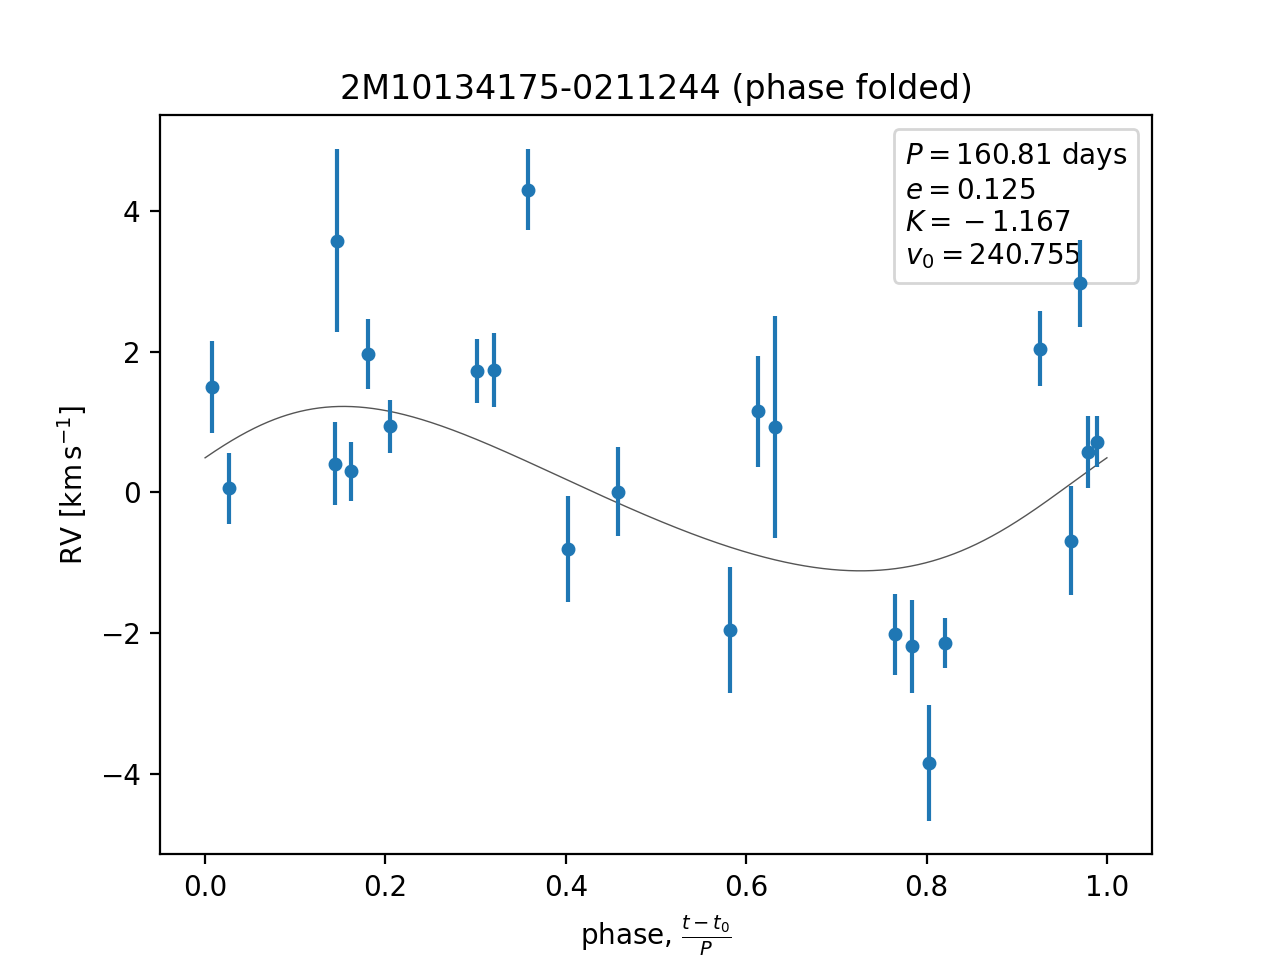 2M10134175-0211244 (phase folded)
P = 160.81 days
e = 0.125
K = −1.167
v₀ = 240.755
4
2
0
−2
−4
RV [km s⁻¹]
0.0 0.2 0.4 0.6 0.8 1.0
phase, (t − t₀)/P